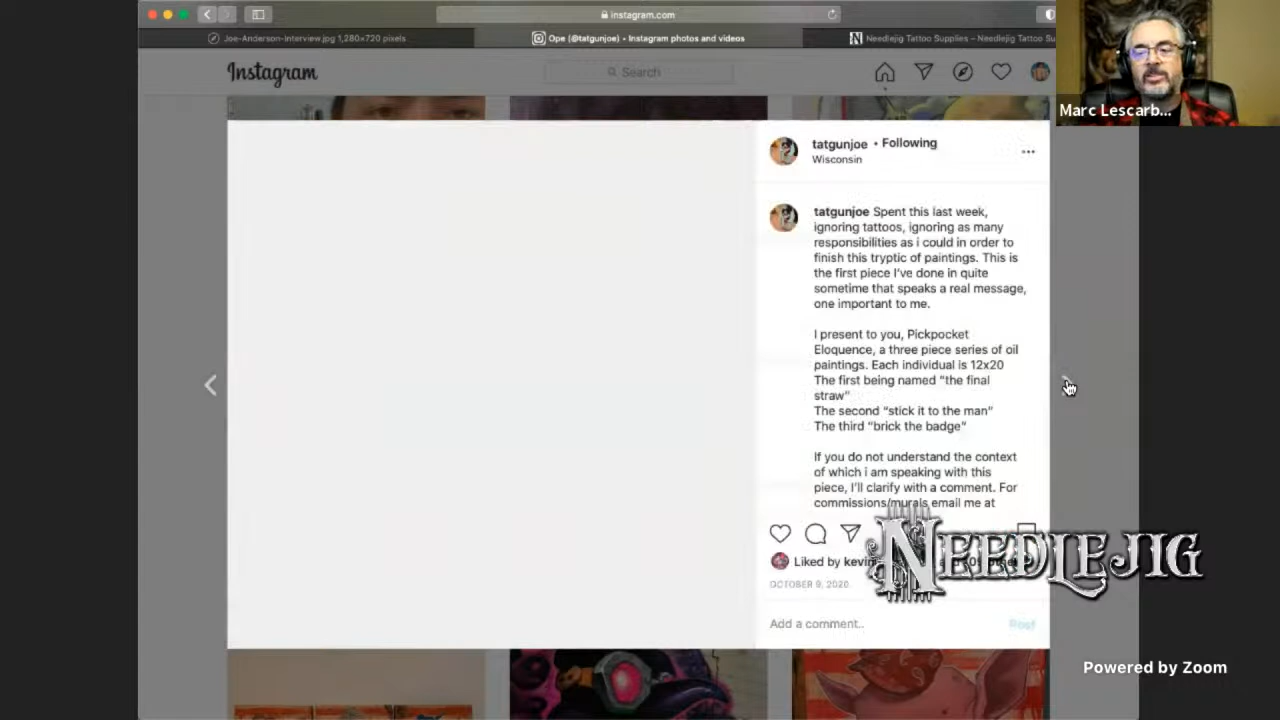 instagram.com
Joe-Anderson-Interview.jpg 1,280×720 pixels
Ope (@tatgunjoe) • Instagram photos and videos
Needlejig Tattoo Supplies – Needlejig Tattoo Su
Instagram
Search
Marc Lescarb...
tatgunjoe • Following
Wisconsin
tatgunjoe Spent this last week,
ignoring tattoos, ignoring as many
responsibilities as i could in order to
finish this tryptic of paintings. This is
the first piece I've done in quite
sometime that speaks a real message,
one important to me.
I present to you, Pickpocket
Eloquence, a three piece series of oil
paintings. Each individual is 12x20
The first being named “the final
straw”
The second “stick it to the man”
The third “brick the badge”
If you do not understand the context
of which i am speaking with this
piece, I'll clarify with a comment. For
commissions/murals email me at
NEEDLEJIG
Liked by kevin
OCTOBER 9, 2020
Add a comment..
Post
Powered by Zoom